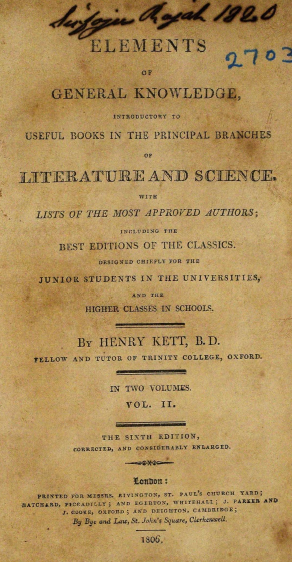 Serfojee Rajah 1820
2703
ELEMENTS
OF
GENERAL KNOWLEDGE,
INTRODUCTORY TO
USEFUL BOOKS IN THE PRINCIPAL BRANCHES
OF
LITERATURE AND SCIENCE.
WITH
LISTS OF THE MOST APPROVED AUTHORS;
INCLUDING THE
BEST EDITIONS OF THE CLASSICS.
DESIGNED CHIEFLY FOR THE
JUNIOR STUDENTS IN THE UNIVERSITIES,
AND THE
HIGHER CLASSES IN SCHOOLS.
By HENRY KETT, B.D.
FELLOW AND TUTOR OF TRINITY COLLEGE, OXFORD.
IN TWO VOLUMES.
VOL. II.
THE SIXTH EDITION,
CORRECTED, AND CONSIDERABLY ENLARGED.
London:
PRINTED FOR MESSRS. RIVINGTON, ST. PAUL'S CHURCH YARD;
HATCHARD, PICCADILLY; AND EGERTON, WHITEHALL; J. PARKER AND
J. COOKE, OXFORD; AND DEIGHTON, CAMBRIDGE;
By Bye and Law, St. John's Square, Clerkenwell.
1806.